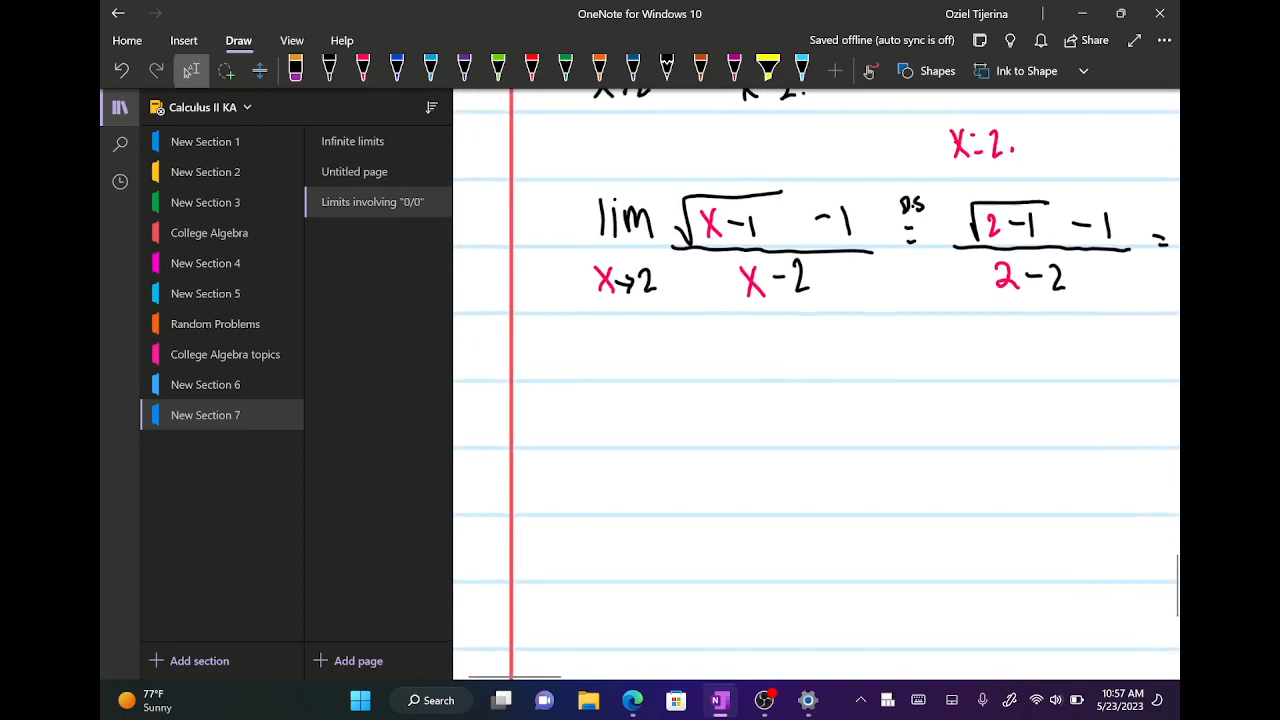 OneNote for Windows 10
Oziel Tijerina
Home Insert Draw View Help
Saved offline (auto sync is off)
Share
Shapes
Ink to Shape
Calculus II KA
New Section 1
New Section 2
New Section 3
College Algebra
New Section 4
New Section 5
Random Problems
College Algebra topics
New Section 6
New Section 7
Add section
Infinite limits
Untitled page
Limits involving "0/0"
Add page
x=2.
lim √(x-1) -1 D.S √(2-1) -1
= =
x→2 x-2 2-2
77°F
Sunny
Search
10:57 AM
5/23/2023